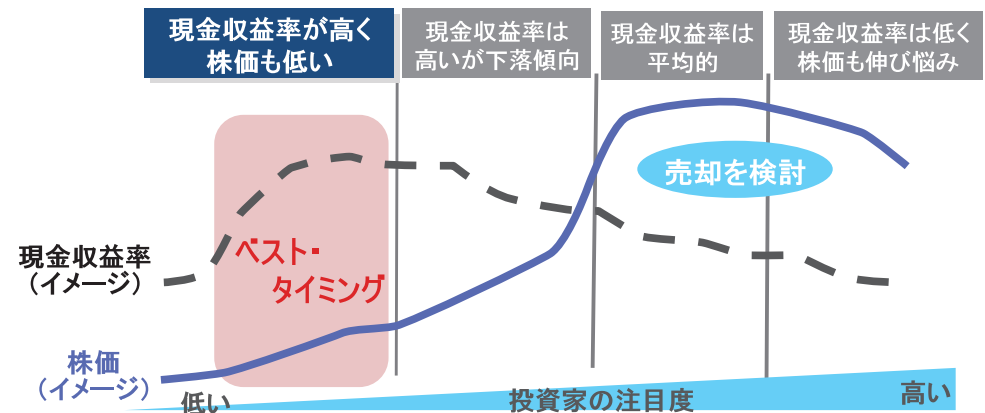 現金収益率が高く
株価も低い
現金収益率は
高いが下落傾向
現金収益率は
平均的
現金収益率は低く
株価も伸び悩み
売却を検討
現金収益率
（イメージ）
ベスト・
タイミング
株価
（イメージ）
低い
投資家の注目度
高い